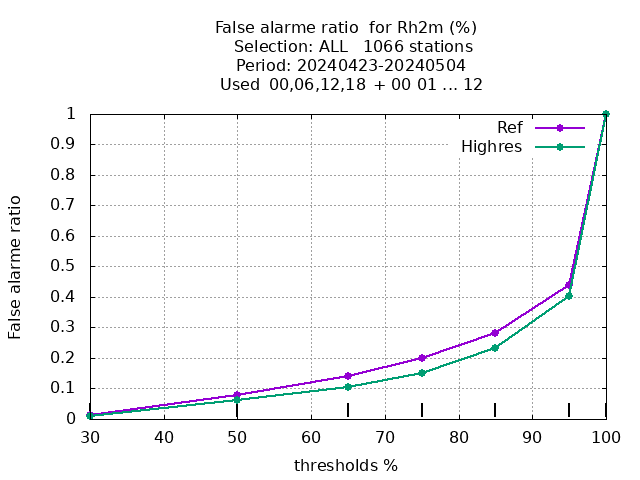 False alarme ratio  for Rh2m (%)
Selection: ALL   1066 stations
Period: 20240423-20240504
Used  00,06,12,18  + 00 01 ... 12
Ref
Highres
1
0.9
0.8
0.7
0.6
0.5
0.4
0.3
0.2
0.1
0
False alarme ratio
30 40 50 60 70 80 90 100
thresholds %